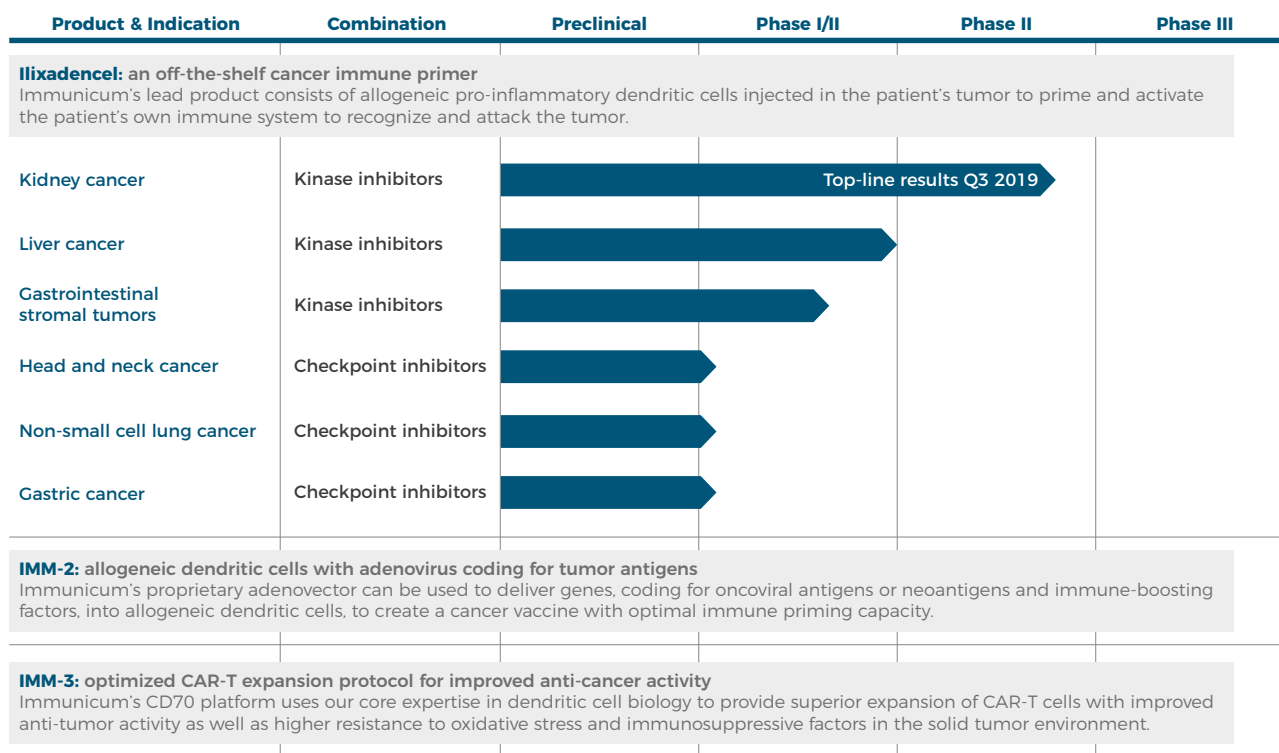 Product & Indication Combination Preclinical Phase I/II Phase II Phase III
Ilixadencel: an off-the-shelf cancer immune primer
Immunicum's lead product consists of allogeneic pro-inflammatory dendritic cells injected in the patient's tumor to prime and activate
the patient's own immune system to recognize and attack the tumor.
Kidney cancer Kinase inhibitors Top-line results Q3 2019
Liver cancer Kinase inhibitors
Gastrointestinal
stromal tumors Kinase inhibitors
Head and neck cancer Checkpoint inhibitors
Non-small cell lung cancer Checkpoint inhibitors
Gastric cancer Checkpoint inhibitors
IMM-2: allogeneic dendritic cells with adenovirus coding for tumor antigens
Immunicum's proprietary adenovector can be used to deliver genes, coding for oncoviral antigens or neoantigens and immune-boosting
factors, into allogeneic dendritic cells, to create a cancer vaccine with optimal immune priming capacity.
IMM-3: optimized CAR-T expansion protocol for improved anti-cancer activity
Immunicum's CD70 platform uses our core expertise in dendritic cell biology to provide superior expansion of CAR-T cells with improved
anti-tumor activity as well as higher resistance to oxidative stress and immunosuppressive factors in the solid tumor environment.